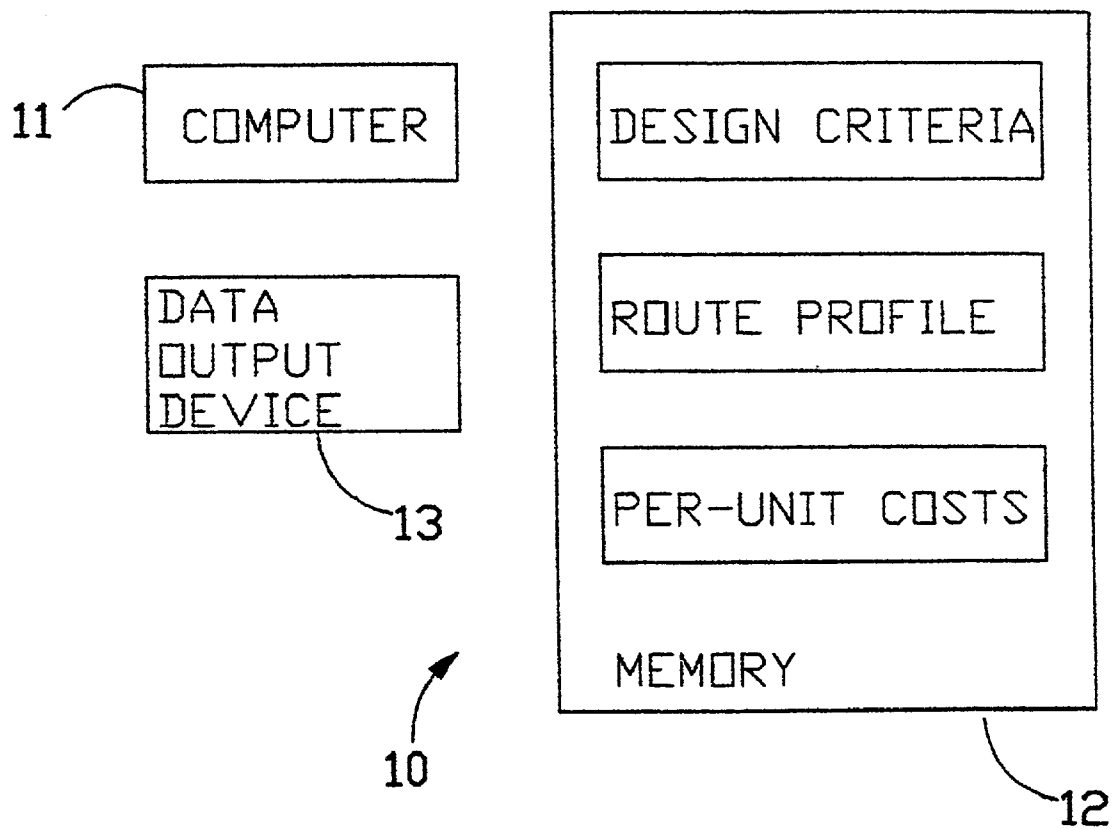 11
COMPUTER
DATA
OUTPUT
DEVICE
13
10
DESIGN CRITERIA
ROUTE PROFILE
PER-UNIT COSTS
MEMORY
12